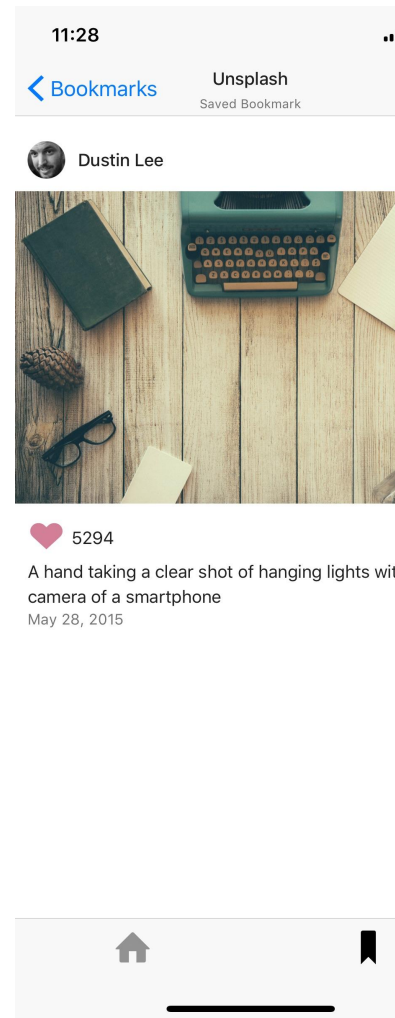 11:28
Bookmarks
Unsplash
Saved Bookmark
Dustin Lee
5294
A hand taking a clear shot of hanging lights
camera of a smartphone
May 28, 2015